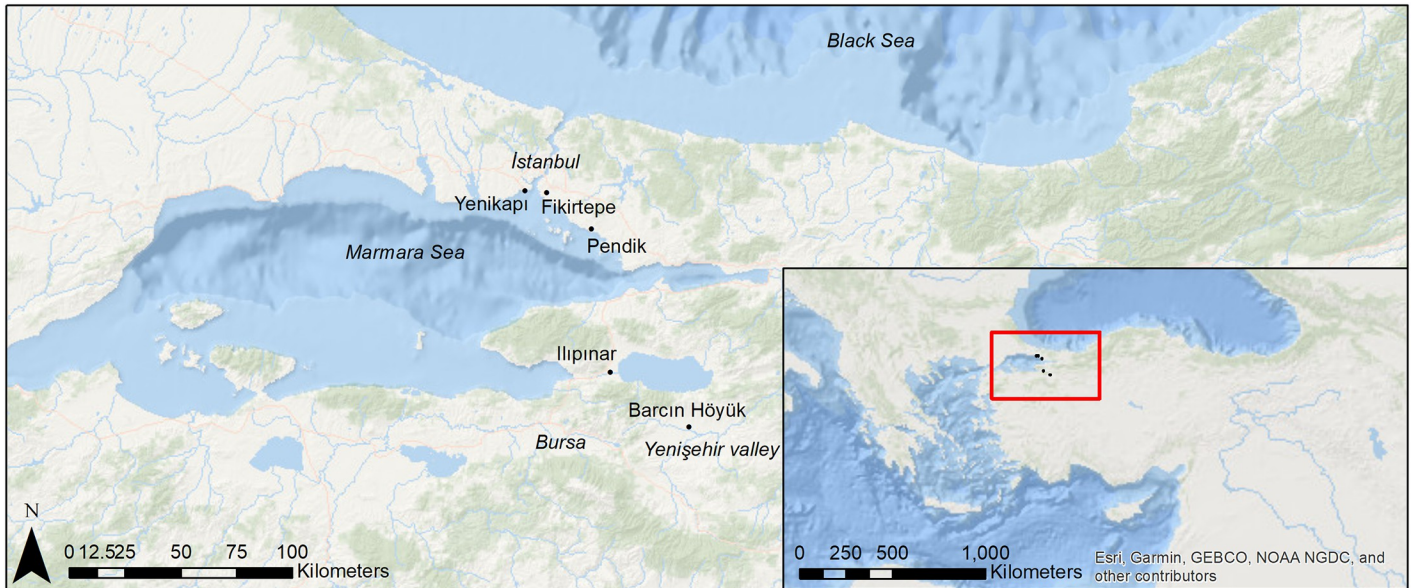 Black Sea
İstanbul
Yenikapı
Fikirtepe
Pendik
Marmara Sea
Ilıpınar
Barcın Höyük
Bursa
Yenişehir valley
N
0 12.525 50 75 100
Kilometers
0 250 500 1,000
Kilometers
Esri, Garmin, GEBCO, NOAA NGDC, and
other contributors